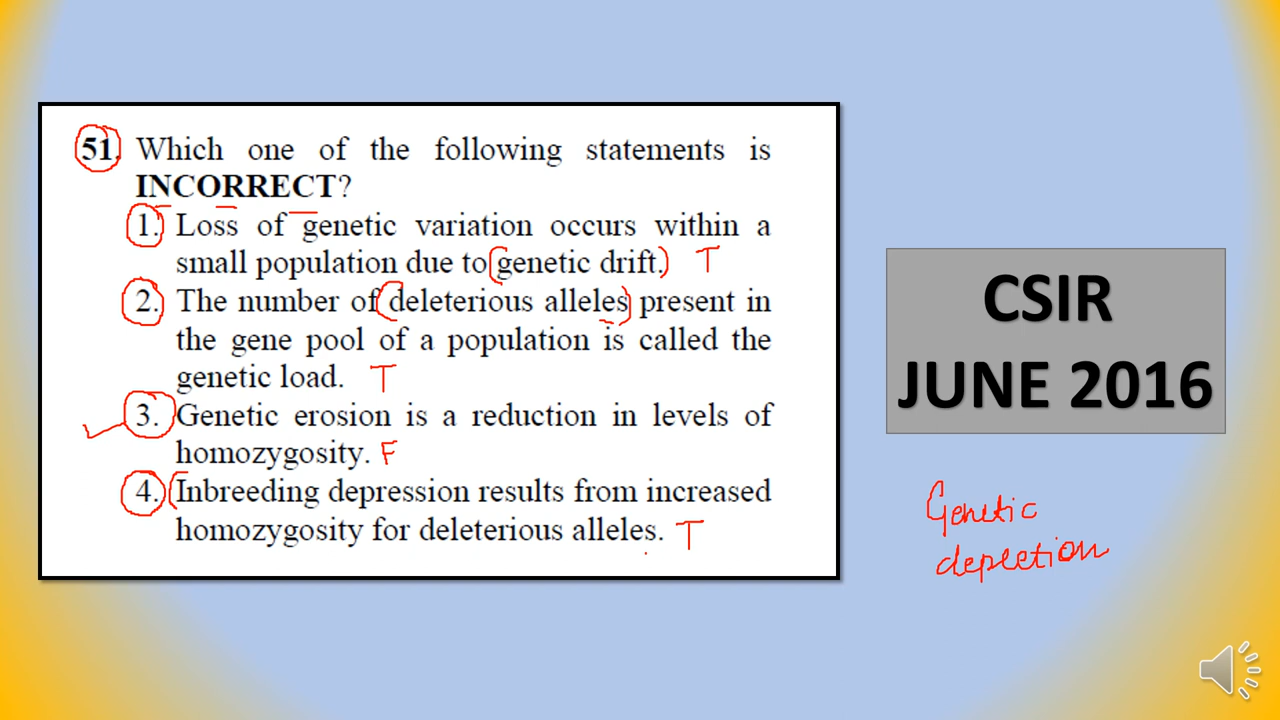 51. Which one of the following statements is
INCORRECT?
1. Loss of genetic variation occurs within a
small population due to (genetic drift.) T
2. The number of (deleterious alleles) present in
the gene pool of a population is called the
genetic load. T
3. Genetic erosion is a reduction in levels of
homozygosity. F
4. Inbreeding depression results from increased
homozygosity for deleterious alleles. T
CSIR
JUNE 2016
Genetic
depletion